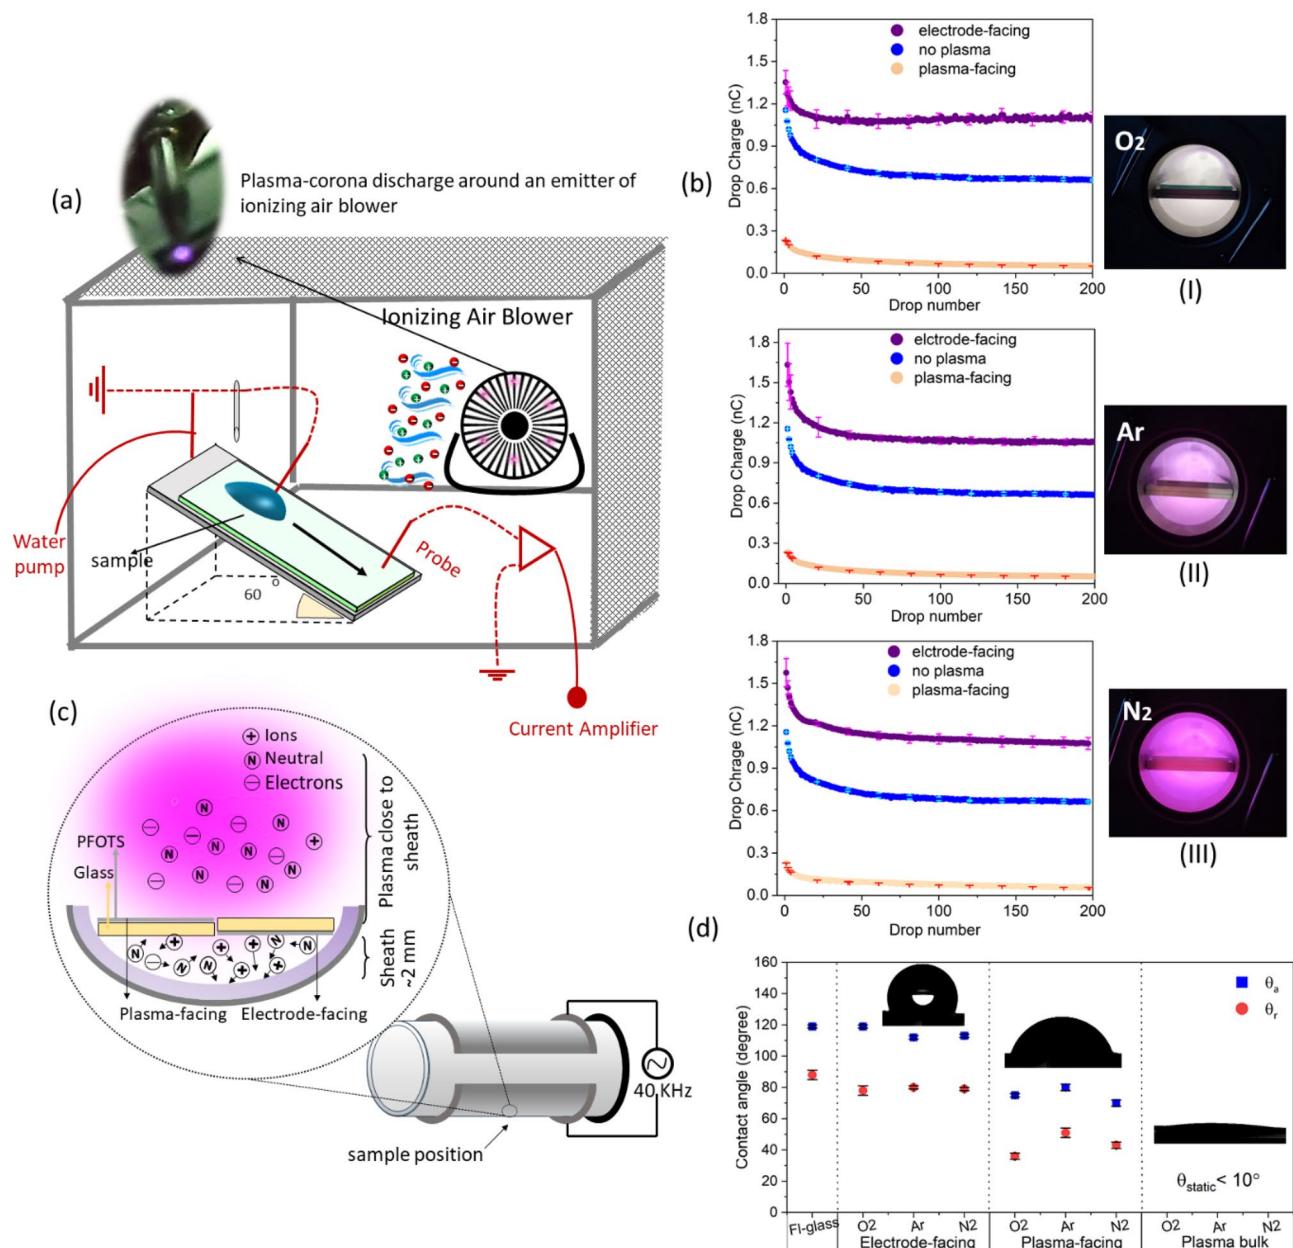 (a)
Plasma-corona discharge around an emitter of
ionizing air blower
Ionizing Air Blower
Water
pump
sample
60 o
Probe
Current Amplifier
(b)
1.8
1.5
1.2
0.9
0.6
0.3
0.0
Drop Charge (nC)
electrode-facing
no plasma
plasma-facing
0 50 100 150 200
Drop number
O2
(I)
1.8
1.5
1.2
0.9
0.6
0.3
0.0
Drop Charge (nC)
elctrode-facing
no plasma
plasma-facing
0 50 100 150 200
Drop number
Ar
(II)
1.8
1.5
1.2
0.9
0.6
0.3
0.0
Drop Chrage (nC)
elctrode-facing
no plasma
plasma-facing
0 50 100 150 200
Drop number
N2
(III)
(c)
+ Ions
N Neutral
− Electrons
PFOTS
Glass
Plasma close to
sheath
Sheath
~2 mm
Plasma-facing
Electrode-facing
40 KHz
sample position
(d)
160
140
120
100
80
60
40
20
0
Contact angle (degree)
θa
θr
θstatic< 10°
Fl-glass O2 Ar N2 O2 Ar N2 O2 Ar N2
Electrode-facing Plasma-facing Plasma bulk